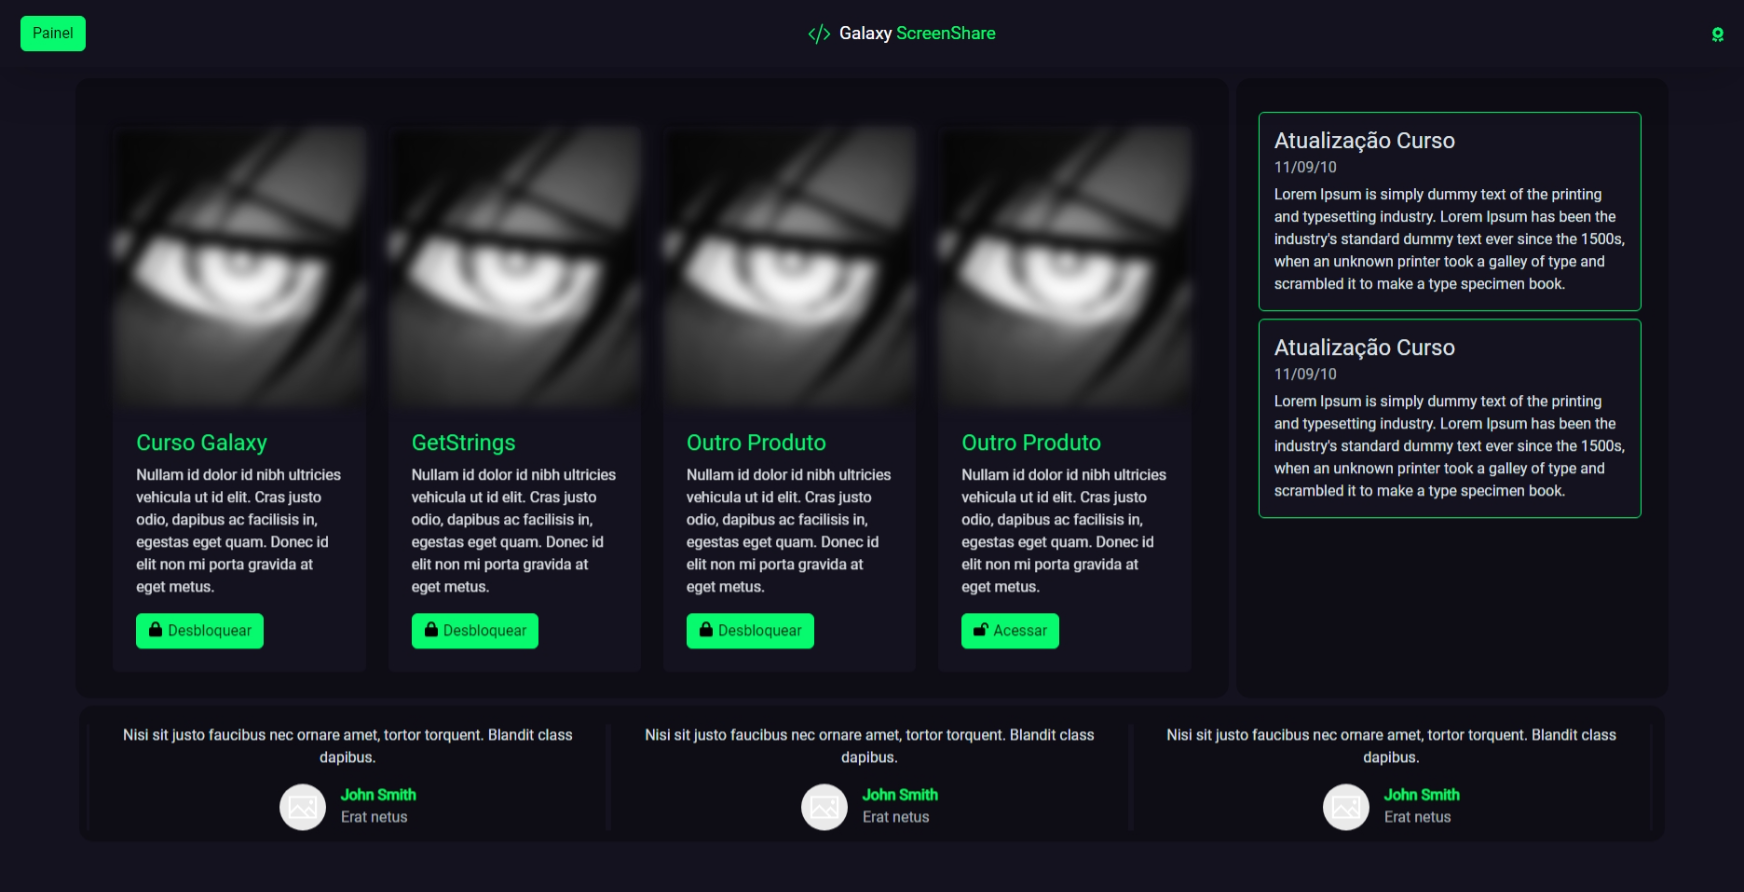 Painel
</> Galaxy ScreenShare
Curso Galaxy
Nullam id dolor id nibh ultricies
vehicula ut id elit. Cras justo
odio, dapibus ac facilisis in,
egestas eget quam. Donec id
elit non mi porta gravida at
eget metus.
Desbloquear
GetStrings
Nullam id dolor id nibh ultricies
vehicula ut id elit. Cras justo
odio, dapibus ac facilisis in,
egestas eget quam. Donec id
elit non mi porta gravida at
eget metus.
Desbloquear
Outro Produto
Nullam id dolor id nibh ultricies
vehicula ut id elit. Cras justo
odio, dapibus ac facilisis in,
egestas eget quam. Donec id
elit non mi porta gravida at
eget metus.
Desbloquear
Outro Produto
Nullam id dolor id nibh ultricies
vehicula ut id elit. Cras justo
odio, dapibus ac facilisis in,
egestas eget quam. Donec id
elit non mi porta gravida at
eget metus.
Acessar
Atualização Curso
11/09/10
Lorem Ipsum is simply dummy text of the printing
and typesetting industry. Lorem Ipsum has been the
industry's standard dummy text ever since the 1500s,
when an unknown printer took a galley of type and
scrambled it to make a type specimen book.
Atualização Curso
11/09/10
Lorem Ipsum is simply dummy text of the printing
and typesetting industry. Lorem Ipsum has been the
industry's standard dummy text ever since the 1500s,
when an unknown printer took a galley of type and
scrambled it to make a type specimen book.
Nisi sit justo faucibus nec ornare amet, tortor torquent. Blandit class
dapibus.
John Smith
Erat netus
Nisi sit justo faucibus nec ornare amet, tortor torquent. Blandit class
dapibus.
John Smith
Erat netus
Nisi sit justo faucibus nec ornare amet, tortor torquent. Blandit class
dapibus.
John Smith
Erat netus